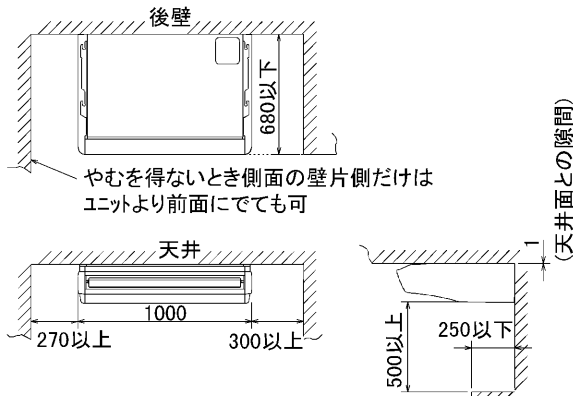 後壁
680以下
やむを得ないとき側面の壁片側だけは
ユニットより前面にでても可
天井
1000
270以上
300以上
1
(天井面との隙間)
500以上
250以下